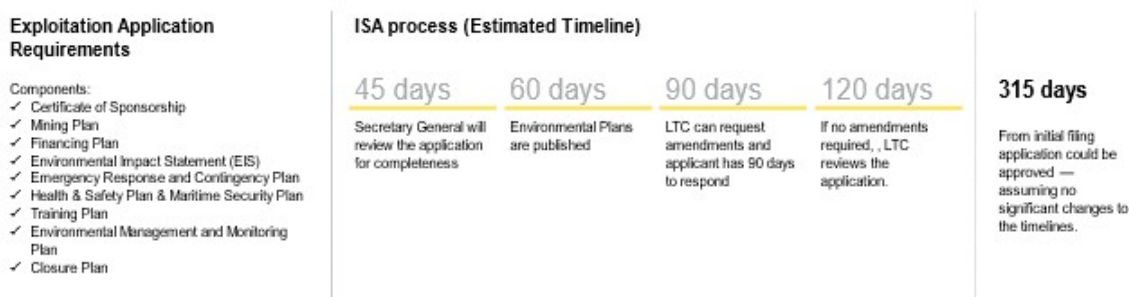 Exploitation Application
Requirements
Components:
✓ Certificate of Sponsorship
✓ Mining Plan
✓ Financing Plan
✓ Environmental Impact Statement (EIS)
✓ Emergency Response and Contingency Plan
✓ Health & Safety Plan & Maritime Security Plan
✓ Training Plan
✓ Environmental Management and Monitoring
Plan
✓ Closure Plan
ISA process (Estimated Timeline)
45 days
Secretary General will
review the application
for completeness
60 days
Environmental Plans
are published
90 days
LTC can request
amendments and
applicant has 90 days
to respond
120 days
If no amendments
required, , LTC
reviews the
application.
315 days
From initial filing
application could be
approved —
assuming no
significant changes to
the timelines.